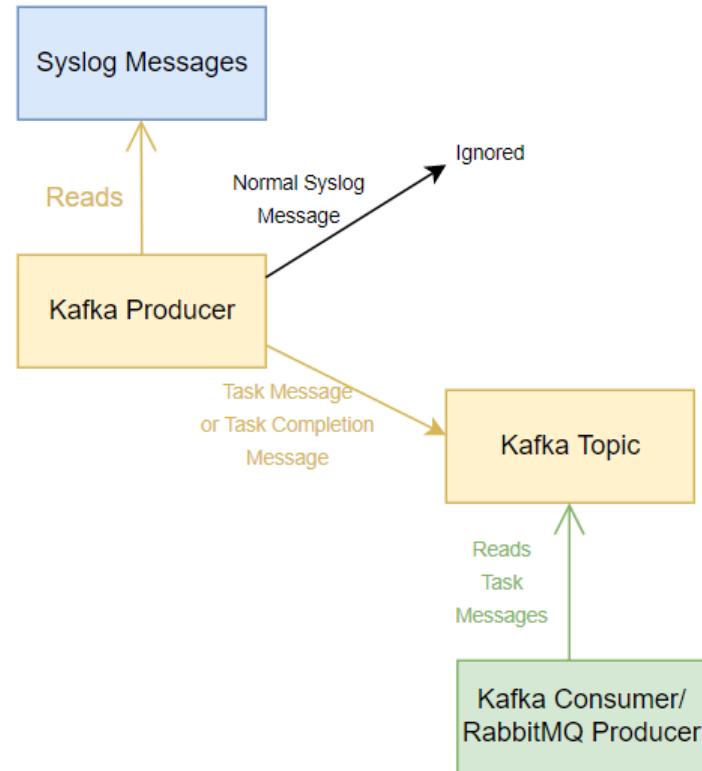 Syslog Messages
Ignored
Normal Syslog
Message
Reads
Kafka Producer
Task Message
or Task Completion
Message
Kafka Topic
Reads
Task
Messages
Kafka Consumer/
RabbitMQ Producer